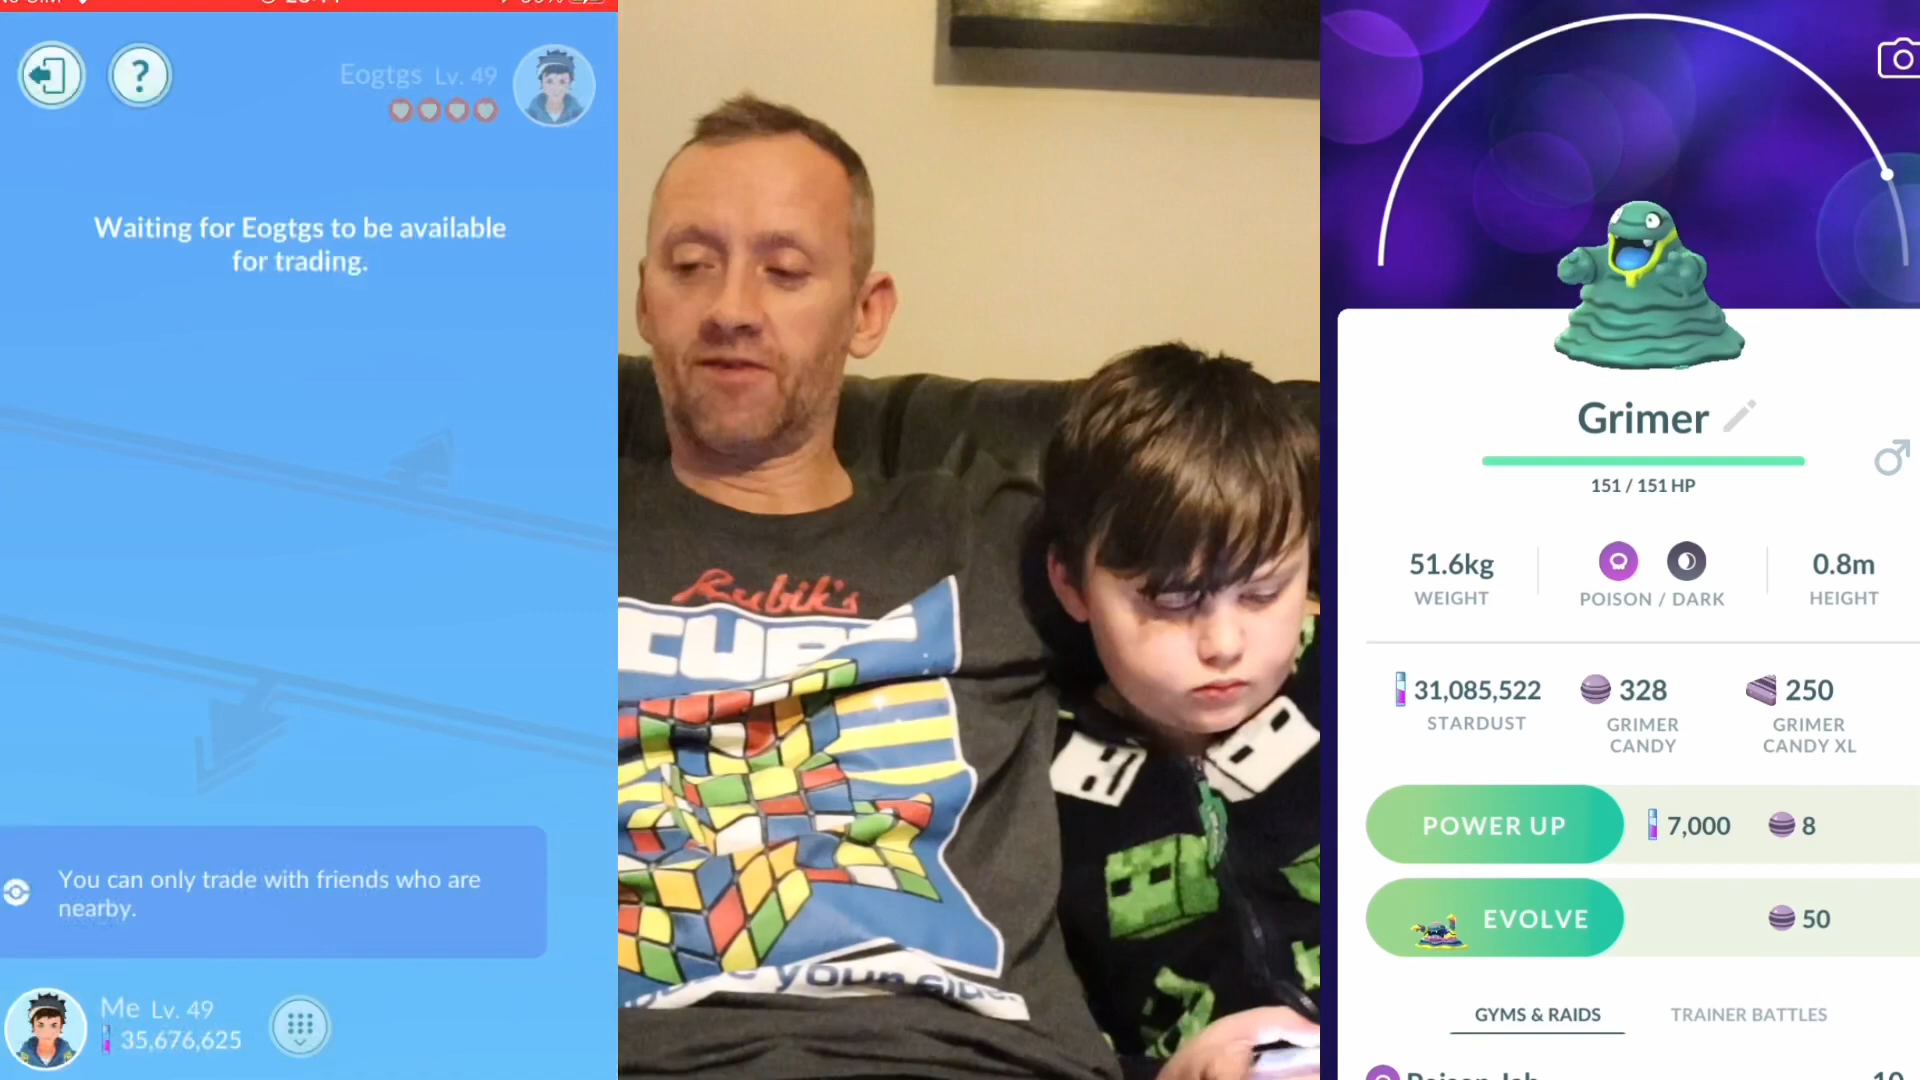 Eogtgs Lv. 49
Waiting for Eogtgs to be available
for trading.
You can only trade with friends who are
nearby.
Me Lv. 49
35,676,625
Rubik's
CUBE
your
Grimer
151 / 151 HP
51.6kg
WEIGHT
POISON / DARK
0.8m
HEIGHT
31,085,522
STARDUST
328
GRIMER
CANDY
250
GRIMER
CANDY XL
POWER UP
7,000
8
EVOLVE
50
GYMS & RAIDS
TRAINER BATTLES